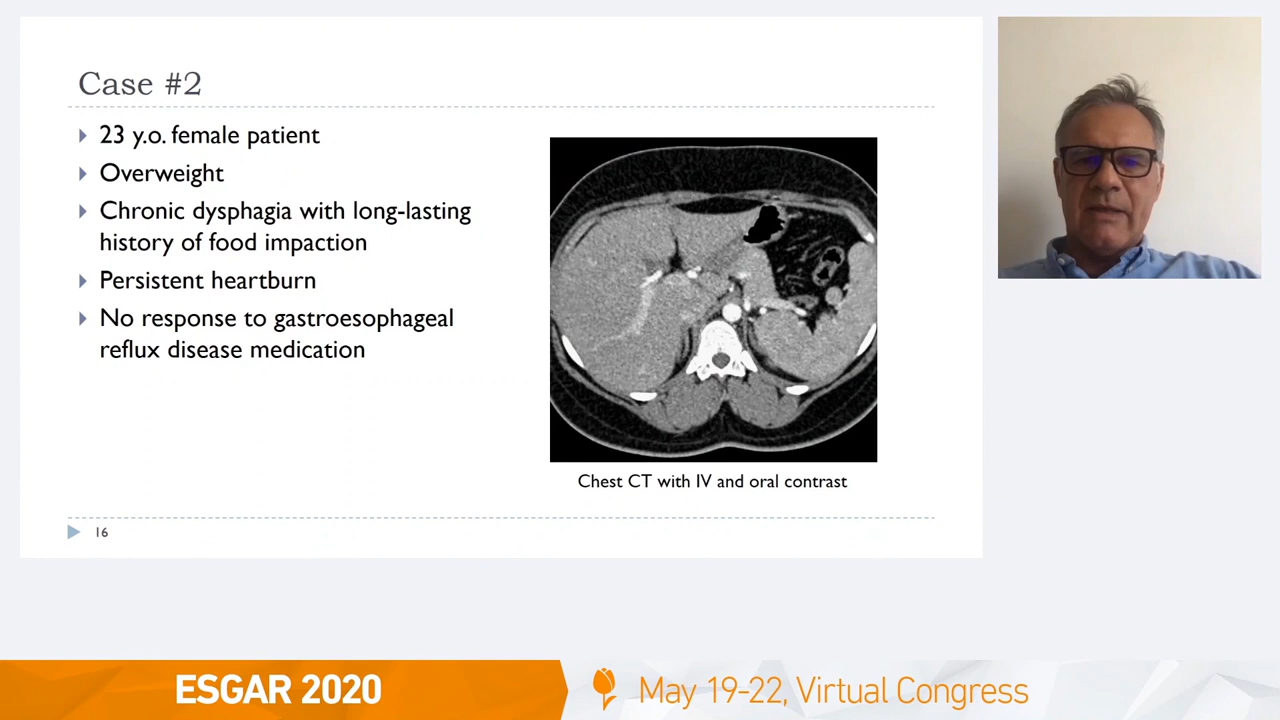 Case #2
23 y.o. female patient
Overweight
Chronic dysphagia with long-lasting
history of food impaction
Persistent heartburn
No response to gastroesophageal
reflux disease medication
Chest CT with IV and oral contrast
16
ESGAR 2020
May 19-22, Virtual Congress